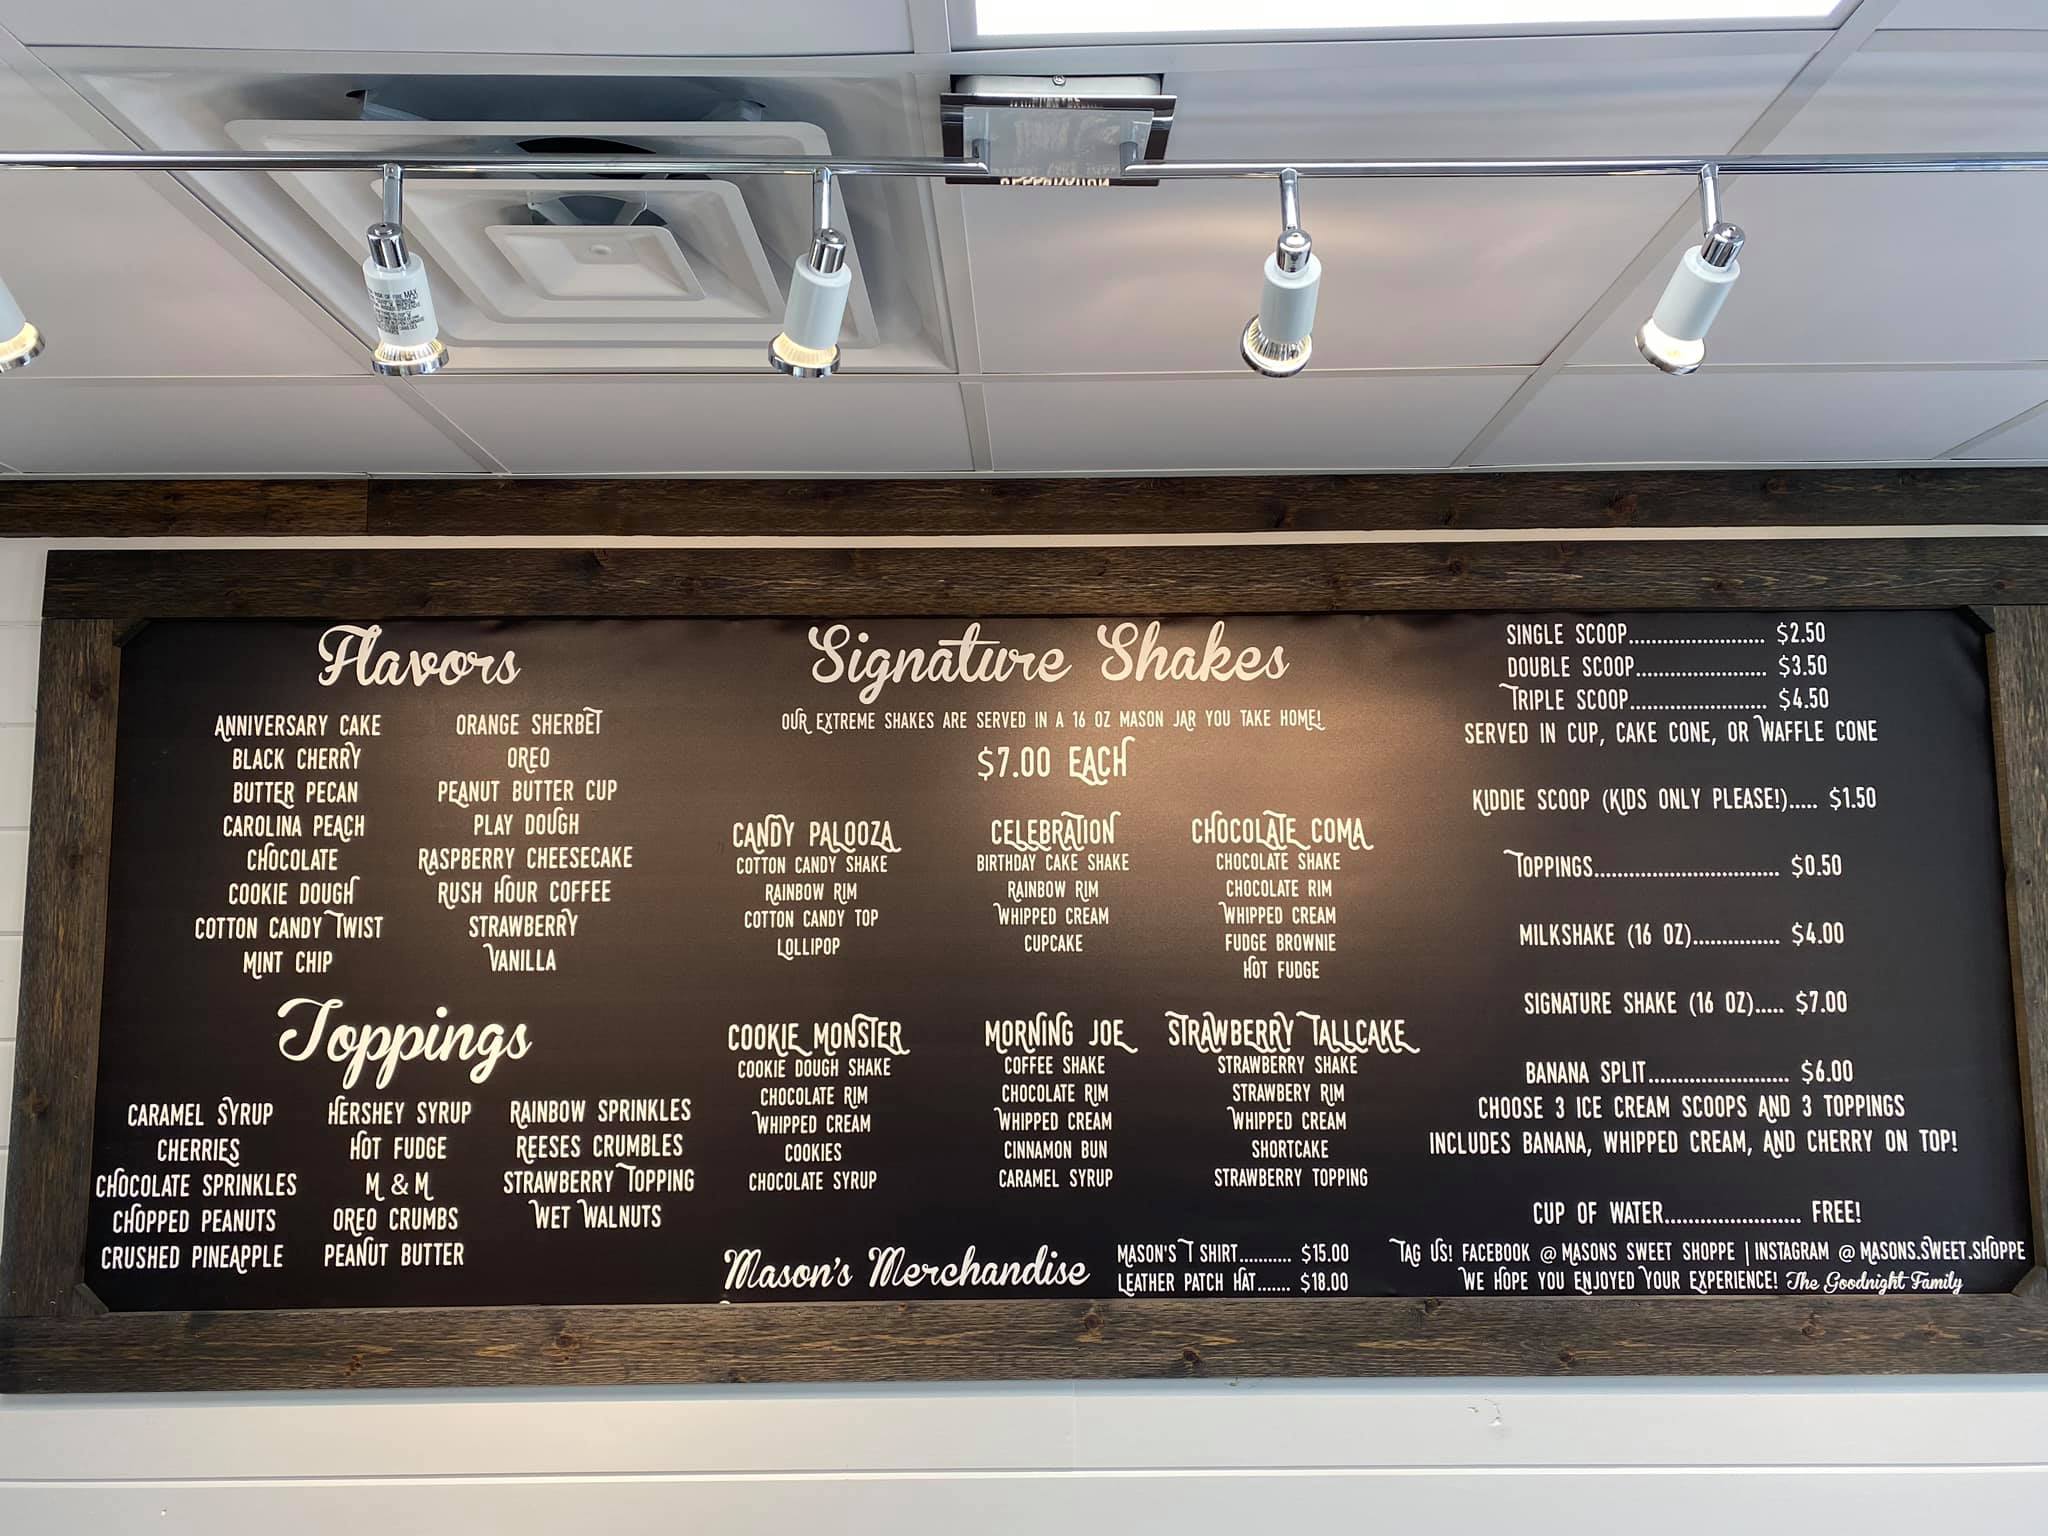 Flavors
ANNIVERSARY CAKE
BLACK CHERRY
BUTTER PECAN
CAROLINA PEACH
CHOCOLATE
COOKIE DOUGH
COTTON CANDY TWIST
MINT CHIP
ORANGE SHERBET
OREO
PEANUT BUTTER CUP
PLAY DOUGH
RASPBERRY CHEESECAKE
RUSH HOUR COFFEE
STRAWBERRY
VANILLA
Toppings
CARAMEL SYRUP
CHERRIES
CHOCOLATE SPRINKLES
CHOPPED PEANUTS
CRUSHED PINEAPPLE
HERSHEY SYRUP
HOT FUDGE
M & M
OREO CRUMBS
PEANUT BUTTER
RAINBOW SPRINKLES
REESES CRUMBLES
STRAWBERRY TOPPING
WET WALNUTS
Signature Shakes
OUR EXTREME SHAKES ARE SERVED IN A 16 OZ MASON JAR YOU TAKE HOME!
$7.00 EACH
CANDY PALOOZA
COTTON CANDY SHAKE
RAINBOW RIM
COTTON CANDY TOP
LOLLIPOP
CELEBRATION
BIRTHDAY CAKE SHAKE
RAINBOW RIM
WHIPPED CREAM
CUPCAKE
CHOCOLATE COMA
CHOCOLATE SHAKE
CHOCOLATE RIM
WHIPPED CREAM
FUDGE BROWNIE
HOT FUDGE
COOKIE MONSTER
COOKIE DOUGH SHAKE
CHOCOLATE RIM
WHIPPED CREAM
COOKIES
CHOCOLATE SYRUP
MORNING JOE
COFFEE SHAKE
CHOCOLATE RIM
WHIPPED CREAM
CINNAMON BUN
CARAMEL SYRUP
STRAWBERRY TALLCAKE
STRAWBERRY SHAKE
STRAWBERY RIM
WHIPPED CREAM
SHORTCAKE
STRAWBERRY TOPPING
Mason's Merchandise
MASON'S T SHIRT........... $15.00
LEATHER PATCH HAT....... $18.00
SINGLE SCOOP........................ $2.50
DOUBLE SCOOP....................... $3.50
TRIPLE SCOOP........................ $4.50
SERVED IN CUP, CAKE CONE, OR WAFFLE CONE
KIDDIE SCOOP (KIDS ONLY PLEASE!)..... $1.50
TOPPINGS................................ $0.50
MILKSHAKE (16 OZ)............... $4.00
SIGNATURE SHAKE (16 OZ)..... $7.00
BANANA SPLIT......................... $6.00
CHOOSE 3 ICE CREAM SCOOPS AND 3 TOPPINGS
INCLUDES BANANA, WHIPPED CREAM, AND CHERRY ON TOP!
CUP OF WATER........................ FREE!
TAG US! FACEBOOK @ MASONS SWEET SHOPPE | INSTAGRAM @ MASONS.SWEET.SHOPPE
WE HOPE YOU ENJOYED YOUR EXPERIENCE! The Goodnight Family